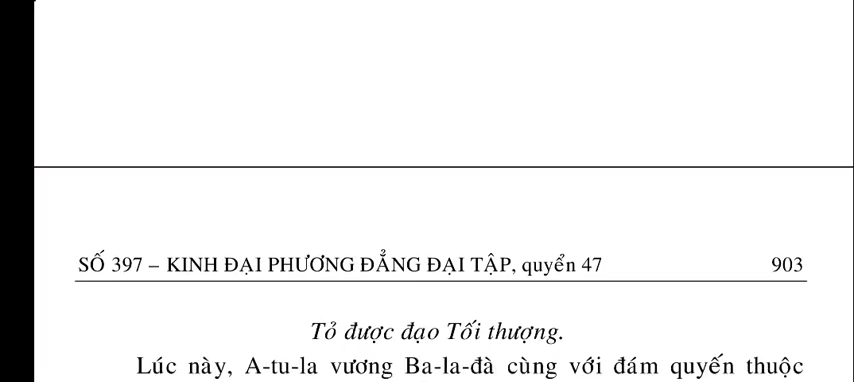 SỐ 397 – KINH ĐẠI PHƯƠNG ĐẲNG ĐẠI TẬP, quyển 47 903
Tỏ được đạo Tối thượng.
Lúc này, A-tu-la vương Ba-la-đà cùng với đám quyến thuộc